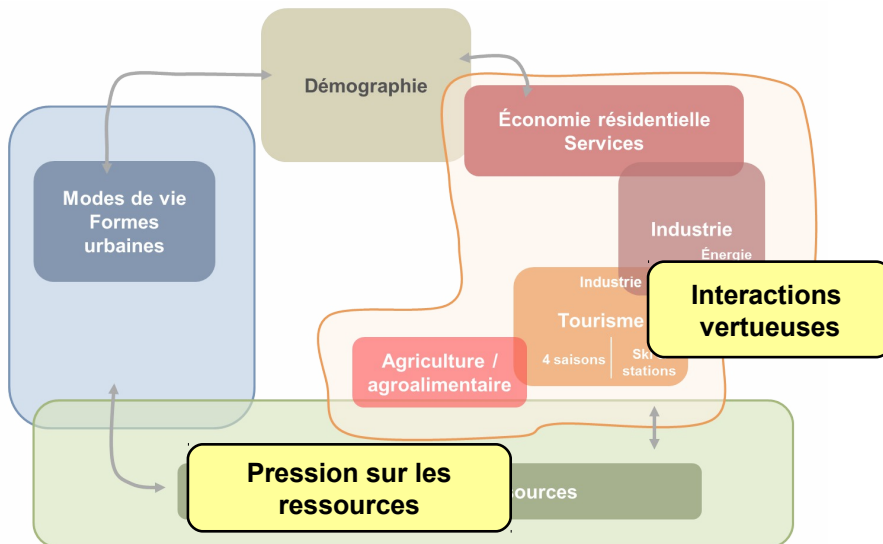 Démographie
Économie résidentielle
Services
Modes de vie
Formes
urbaines
Industrie
Énergie
Industrie
Interactions
vertueuses
Tourisme
4 saisons
stations
Agriculture /
agroalimentaire
Pression sur les
ressources